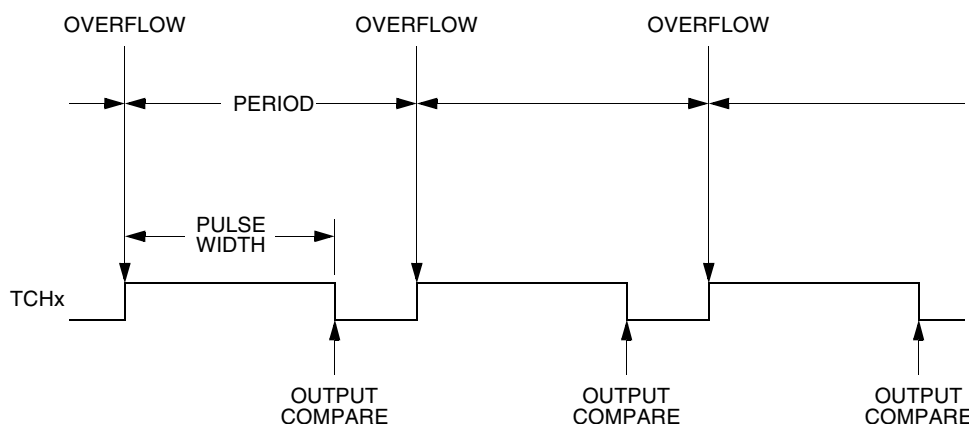 OVERFLOW OVERFLOW OVERFLOW
PERIOD
PULSE
WIDTH
TCHx
OUTPUT
COMPARE
OUTPUT
COMPARE
OUTPUT
COMPARE